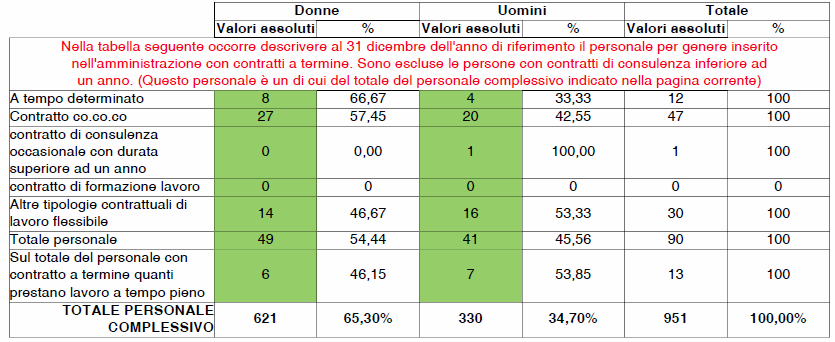 Donne Uomini Totale
Valori assoluti % Valori assoluti % Valori assoluti %
Nella tabella seguente occorre descrivere al 31 dicembre dell'anno di riferimento il personale per genere inserito
nell'amministrazione con contratti a termine. Sono escluse le persone con contratti di consulenza inferiore ad
un anno. (Questo personale è un di cui del totale del personale complessivo indicato nella pagina corrente)
A tempo determinato 8 66,67 4 33,33 12 100
Contratto co.co.co 27 57,45 20 42,55 47 100
contratto di consulenza
occasionale con durata 0 0,00 1 100,00 1 100
superiore ad un anno
contratto di formazione lavoro 0 0 0 0 0 0
Altre tipologie contrattuali di
lavoro flessibile 14 46,67 16 53,33 30 100
Totale personale 49 54,44 41 45,56 90 100
Sul totale del personale con
contratto a termine quanti 6 46,15 7 53,85 13 100
prestano lavoro a tempo pieno
TOTALE PERSONALE
COMPLESSIVO 621 65,30% 330 34,70% 951 100,00%